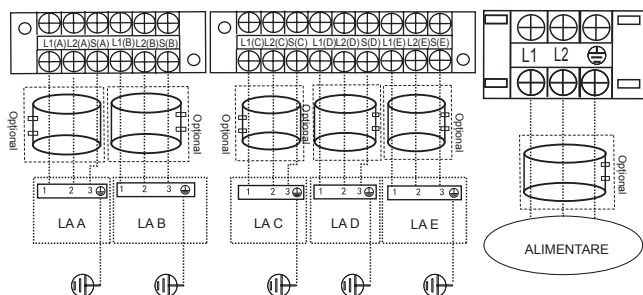 L1(A) L2(A) S(A) L1(B) L2(B) S(B)
L1(C) L2(C) S(C) L1(D) L2(D) S(D) L1(E) L2(E) S(E)
L1 L2
Optional
Optional
Optional
Optional
Optional
Optional
1 2 3
1 2 3
1 2 3
1 2 3
1 2 3
LA A
LA B
LA C
LA D
LA E
ALIMENTARE